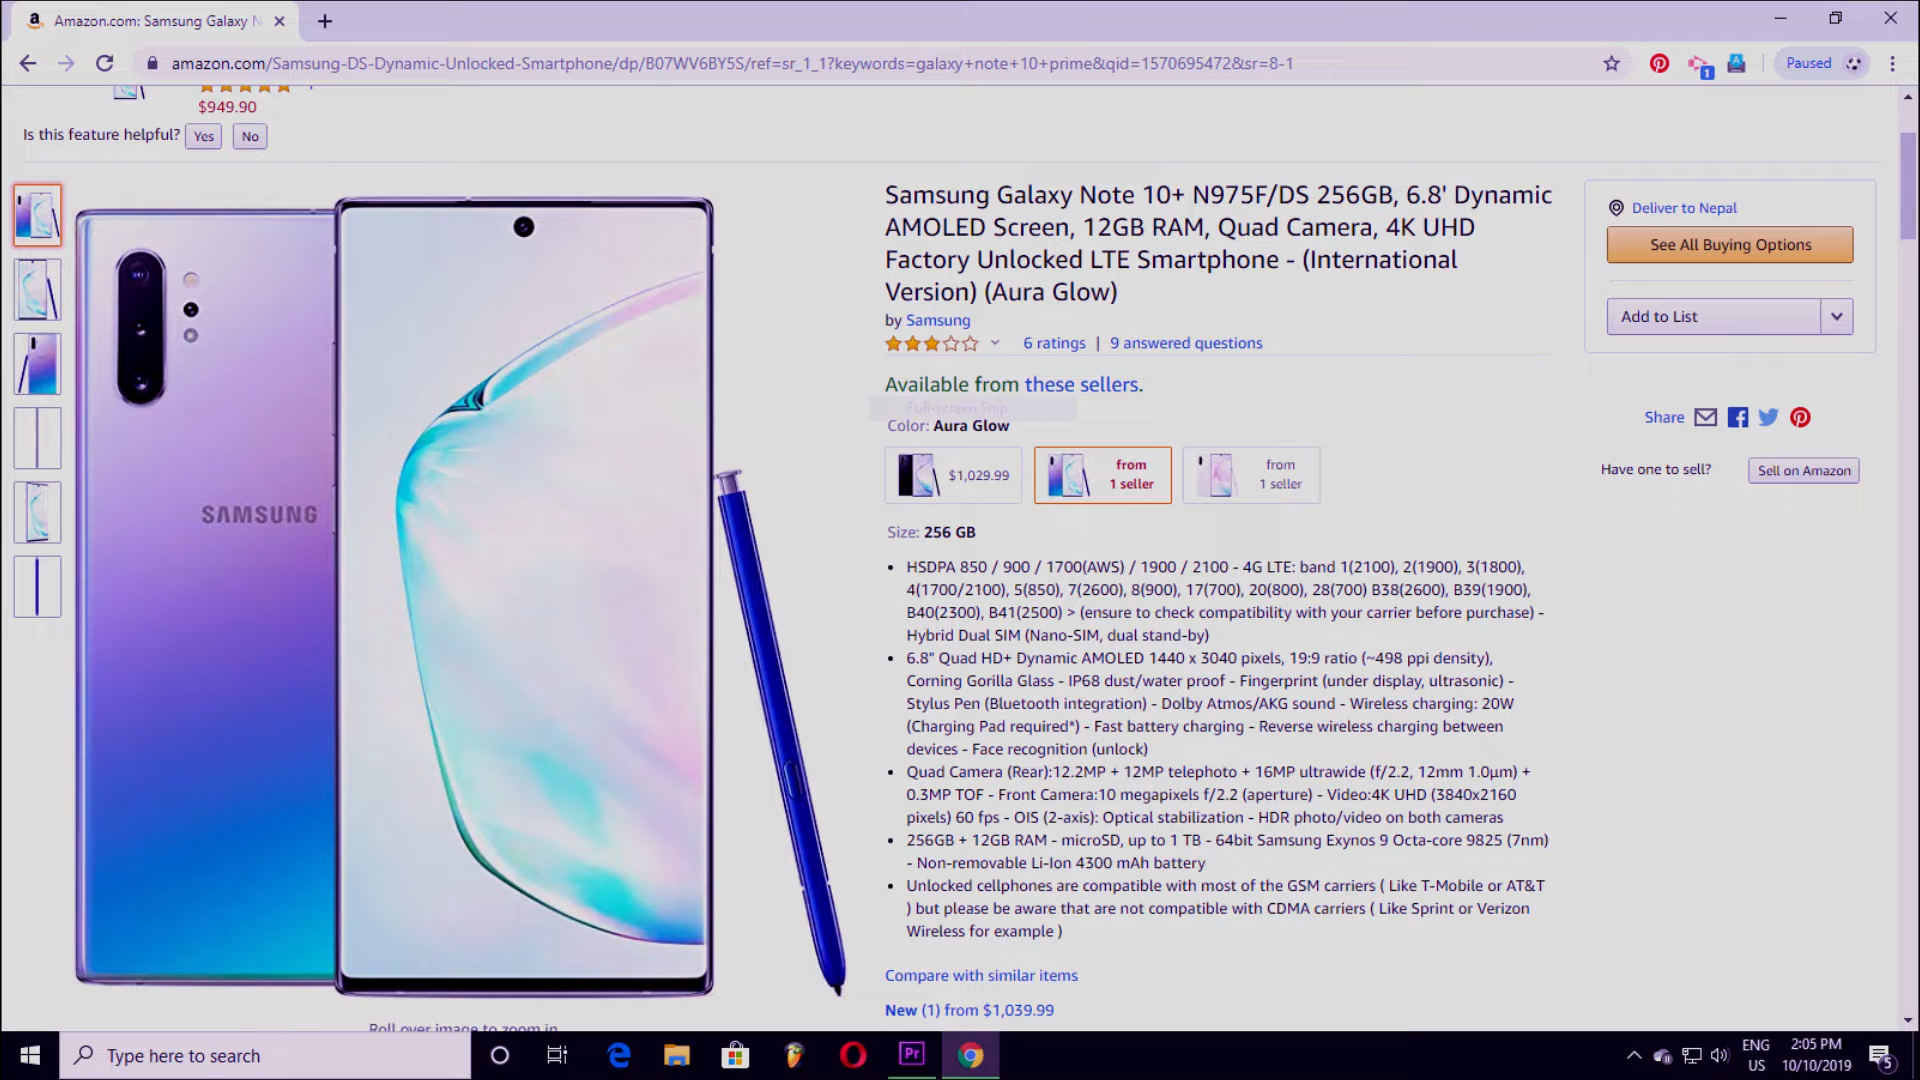 Amazon.com: Samsung Galaxy N
amazon.com/Samsung-DS-Dynamic-Unlocked-Smartphone/dp/B07WV6BY5S/ref=sr_1_1?keywords=galaxy+note+10+prime&qid=1570695472&sr=8-1
1
Paused
$949.90
Is this feature helpful? Yes No
SAMSUNG
SAMSUNG
Samsung Galaxy Note 10+ N975F/DS 256GB, 6.8' Dynamic
AMOLED Screen, 12GB RAM, Quad Camera, 4K UHD
Factory Unlocked LTE Smartphone - (International
Version) (Aura Glow)
by Samsung
6 ratings | 9 answered questions
Available from these sellers.
Full-screen Snip
Color: Aura Glow
$1,029.99
from
1 seller
from
1 seller
Size: 256 GB
• HSDPA 850 / 900 / 1700(AWS) / 1900 / 2100 - 4G LTE: band 1(2100), 2(1900), 3(1800),
4(1700/2100), 5(850), 7(2600), 8(900), 17(700), 20(800), 28(700) B38(2600), B39(1900),
B40(2300), B41(2500) > (ensure to check compatibility with your carrier before purchase) -
Hybrid Dual SIM (Nano-SIM, dual stand-by)
• 6.8" Quad HD+ Dynamic AMOLED 1440 x 3040 pixels, 19:9 ratio (~498 ppi density),
Corning Gorilla Glass - IP68 dust/water proof - Fingerprint (under display, ultrasonic) -
Stylus Pen (Bluetooth integration) - Dolby Atmos/AKG sound - Wireless charging: 20W
(Charging Pad required*) - Fast battery charging - Reverse wireless charging between
devices - Face recognition (unlock)
• Quad Camera (Rear):12.2MP + 12MP telephoto + 16MP ultrawide (f/2.2, 12mm 1.0µm) +
0.3MP TOF - Front Camera:10 megapixels f/2.2 (aperture) - Video:4K UHD (3840x2160
pixels) 60 fps - OIS (2-axis): Optical stabilization - HDR photo/video on both cameras
• 256GB + 12GB RAM - microSD, up to 1 TB - 64bit Samsung Exynos 9 Octa-core 9825 (7nm)
- Non-removable Li-Ion 4300 mAh battery
• Unlocked cellphones are compatible with most of the GSM carriers ( Like T-Mobile or AT&T
) but please be aware that are not compatible with CDMA carriers ( Like Sprint or Verizon
Wireless for example )
Compare with similar items
New (1) from $1,039.99
Deliver to Nepal
See All Buying Options
Add to List
Share
Have one to sell? Sell on Amazon
Roll over image to zoom in
Type here to search
Pr
ENG
US
2:05 PM
10/10/2019
5